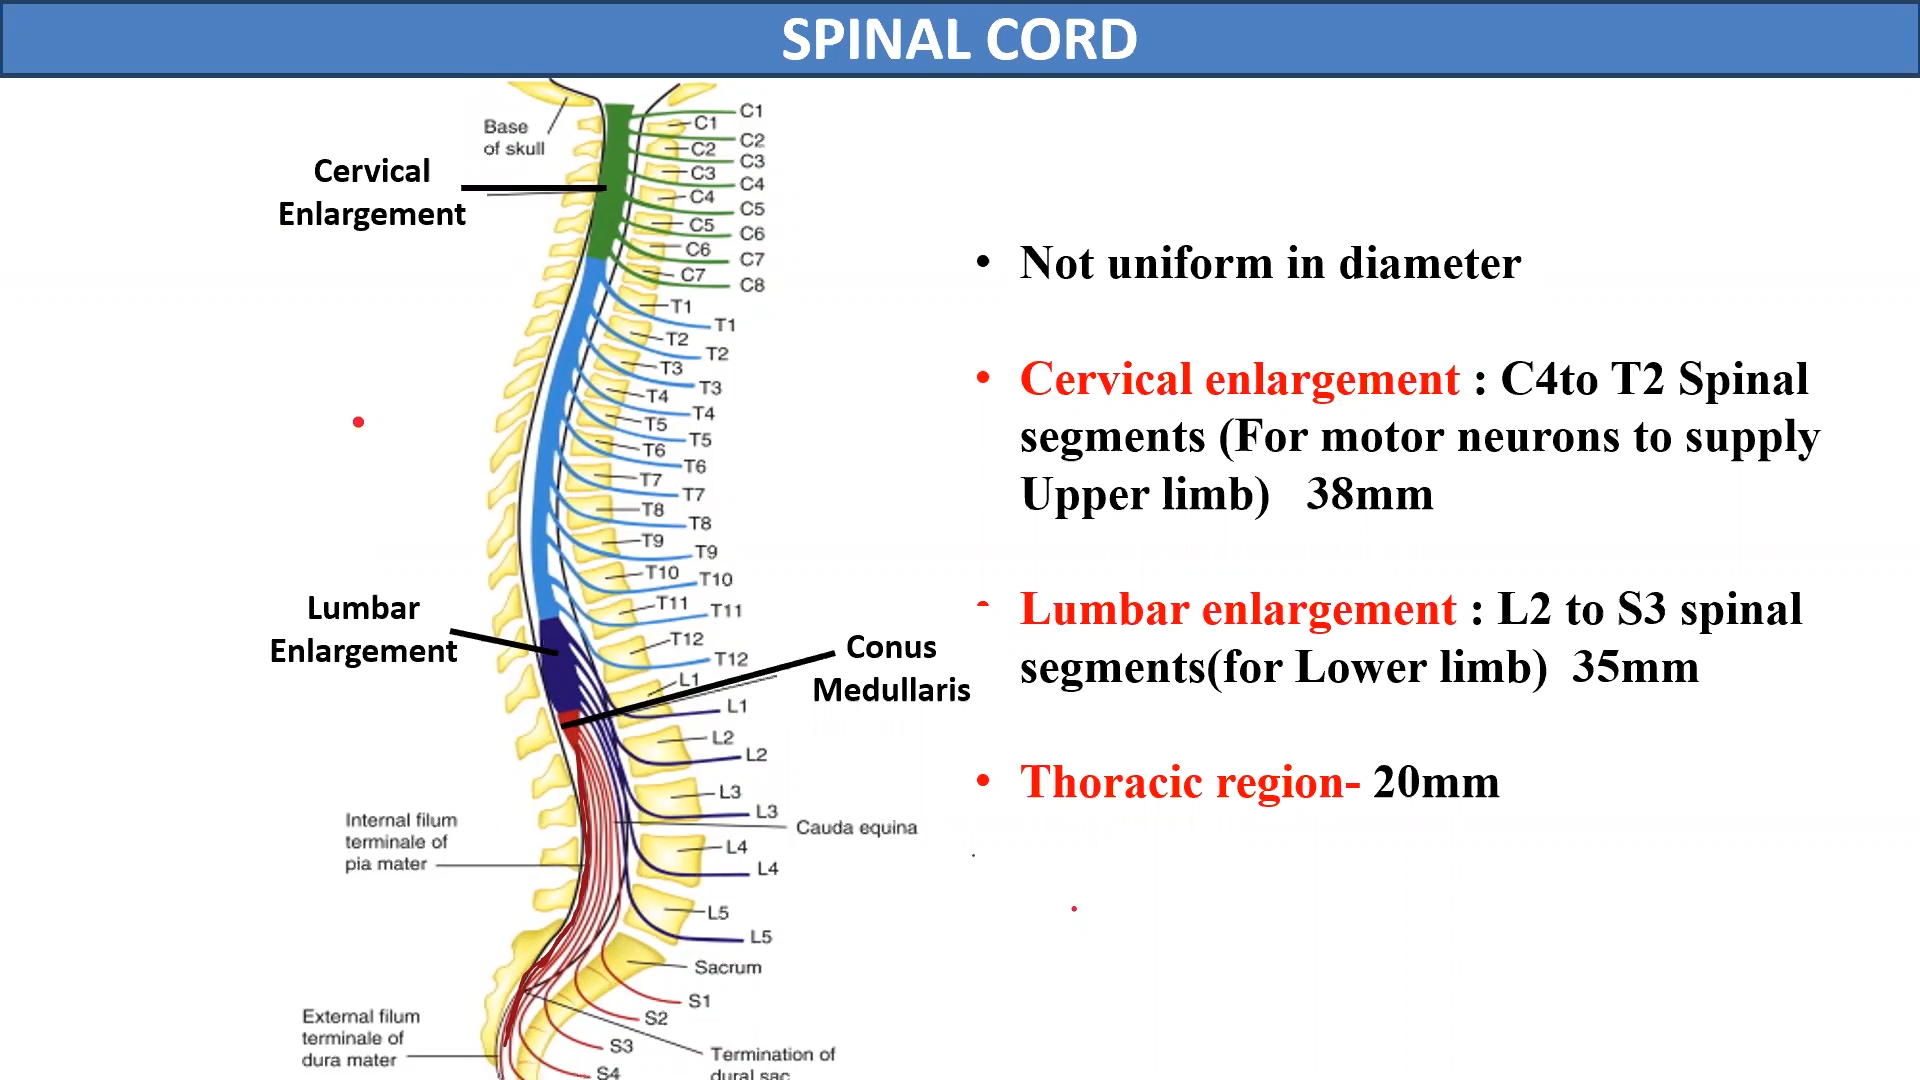 SPINAL CORD
Base
of skull
Cervical
Enlargement
C1
C1
C2
C2
C3
C3
C4
C4
C5
C5
C6
C6
C7
C7
C8
T1
T1
T2
T2
T3
T3
T4
T4
T5
T5
T6
T6
T7
T7
T8
T8
T9
T9
T10
T10
T11
T11
T12
T12
Lumbar
Enlargement
Conus
Medullaris
L1
L1
L2
L2
L3
L3
Cauda equina
L4
L4
L5
L5
Internal filum
terminale of
pia mater
Sacrum
S1
S2
S3
S4
External filum
terminale of
dura mater
Termination of
dural sac
• Not uniform in diameter
• Cervical enlargement : C4to T2 Spinal
segments (For motor neurons to supply
Upper limb) 38mm
• Lumbar enlargement : L2 to S3 spinal
segments(for Lower limb) 35mm
• Thoracic region- 20mm